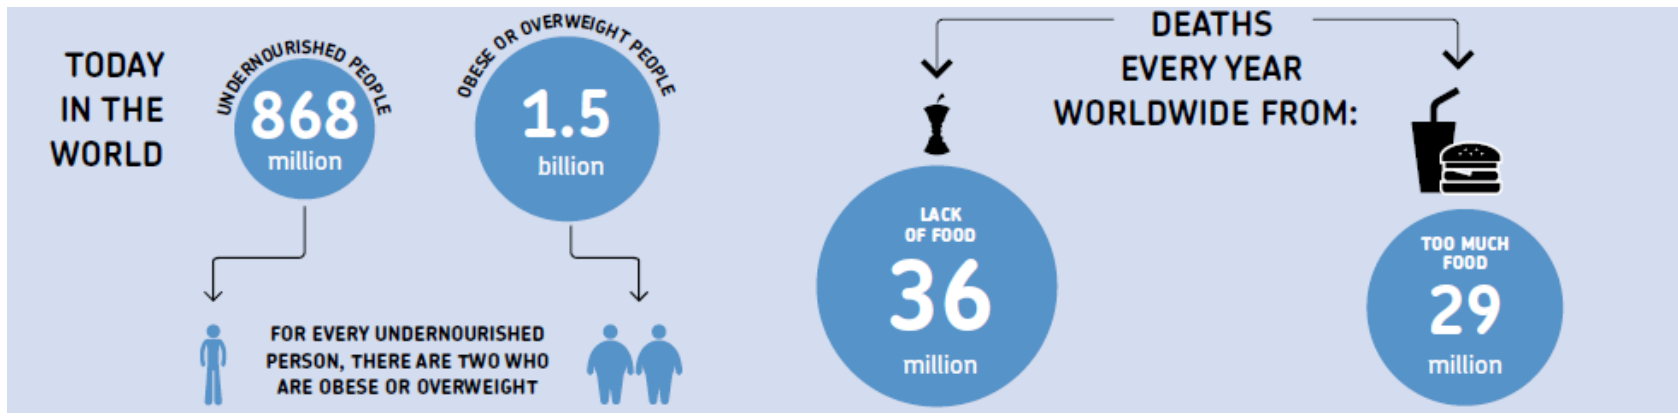 TODAY
IN THE
WORLD
UNDERNOURISHED PEOPLE
868
million
OBESE OR OVERWEIGHT PEOPLE
1.5
billion
FOR EVERY UNDERNOURISHED
PERSON, THERE ARE TWO WHO
ARE OBESE OR OVERWEIGHT
DEATHS
EVERY YEAR
WORLDWIDE FROM:
LACK
OF FOOD
36
million
TOO MUCH
FOOD
29
million